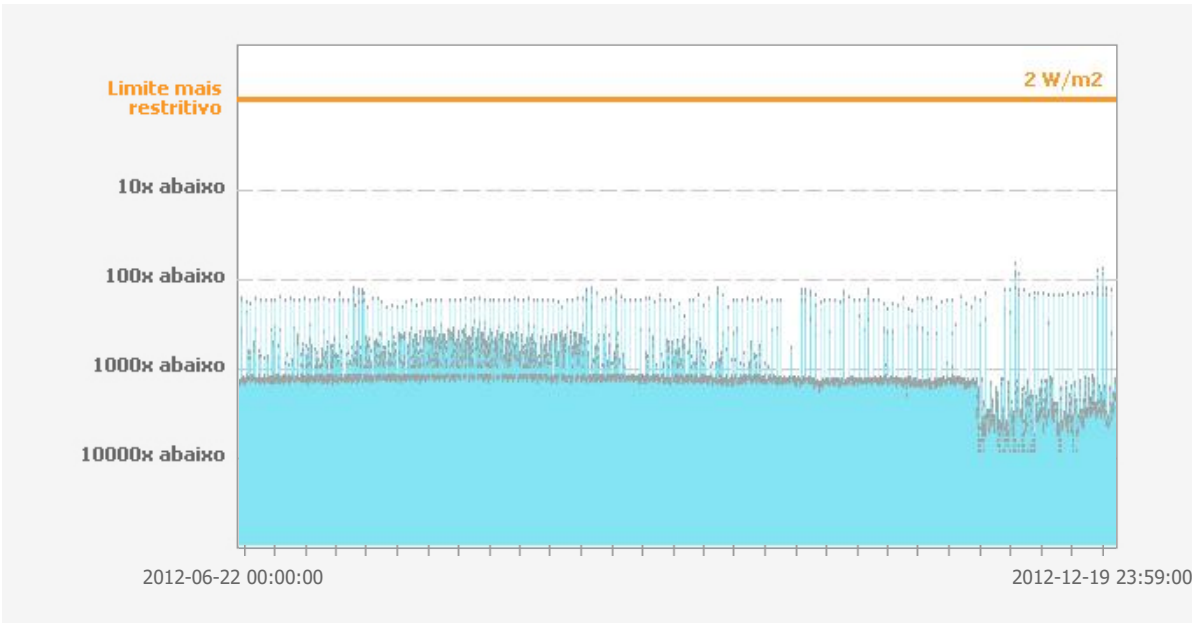 2 W/m2
Limite mais
restritivo
10x abaixo
100x abaixo
1000x abaixo
10000x abaixo
2012-06-22 00:00:00
2012-12-19 23:59:00